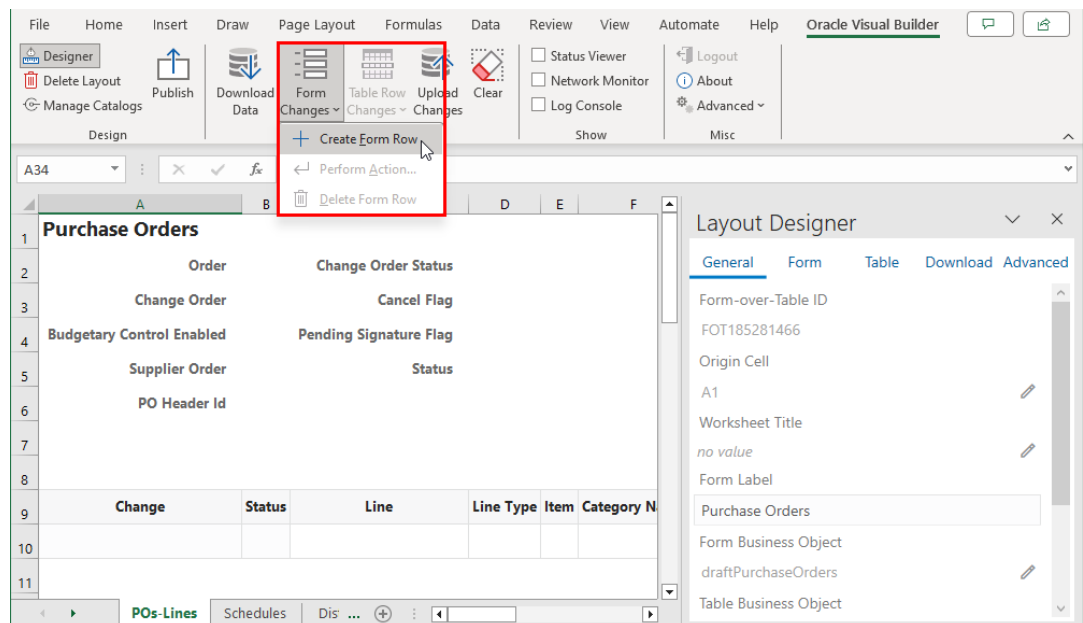 File Home Insert Draw Page Layout Formulas Data Review View Automate Help Oracle Visual Builder
Designer
Delete Layout
Manage Catalogs
Publish
Design
Download Data
Form Changes
Table Row Changes
Upload Changes
Clear
Status Viewer
Network Monitor
Log Console
Show
Logout
About
Advanced
Misc
Create Form Row
Perform Action...
Delete Form Row
A34
fx
A B D E F
1 Purchase Orders
2 Order Change Order Status
3 Change Order Cancel Flag
4 Budgetary Control Enabled Pending Signature Flag
5 Supplier Order Status
6 PO Header Id
7
8
9 Change Status Line Line Type Item Category N
10
11
POs-Lines Schedules Dis ...
Layout Designer
General Form Table Download Advanced
Form-over-Table ID
FOT185281466
Origin Cell
A1
Worksheet Title
no value
Form Label
Purchase Orders
Form Business Object
draftPurchaseOrders
Table Business Object